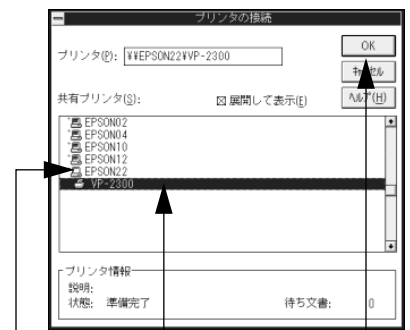 プリンタの接続
プリンタ(P): ¥¥EPSON22¥VP-2300
OK
キャンセル
共有プリンタ(S):
☒ 展開して表示(E)
ヘルプ(H)
EPSON02
EPSON04
EPSON10
EPSON12
EPSON22
VP-2300
プリンタ情報
説明:
状態: 準備完了
待ち文書: 0